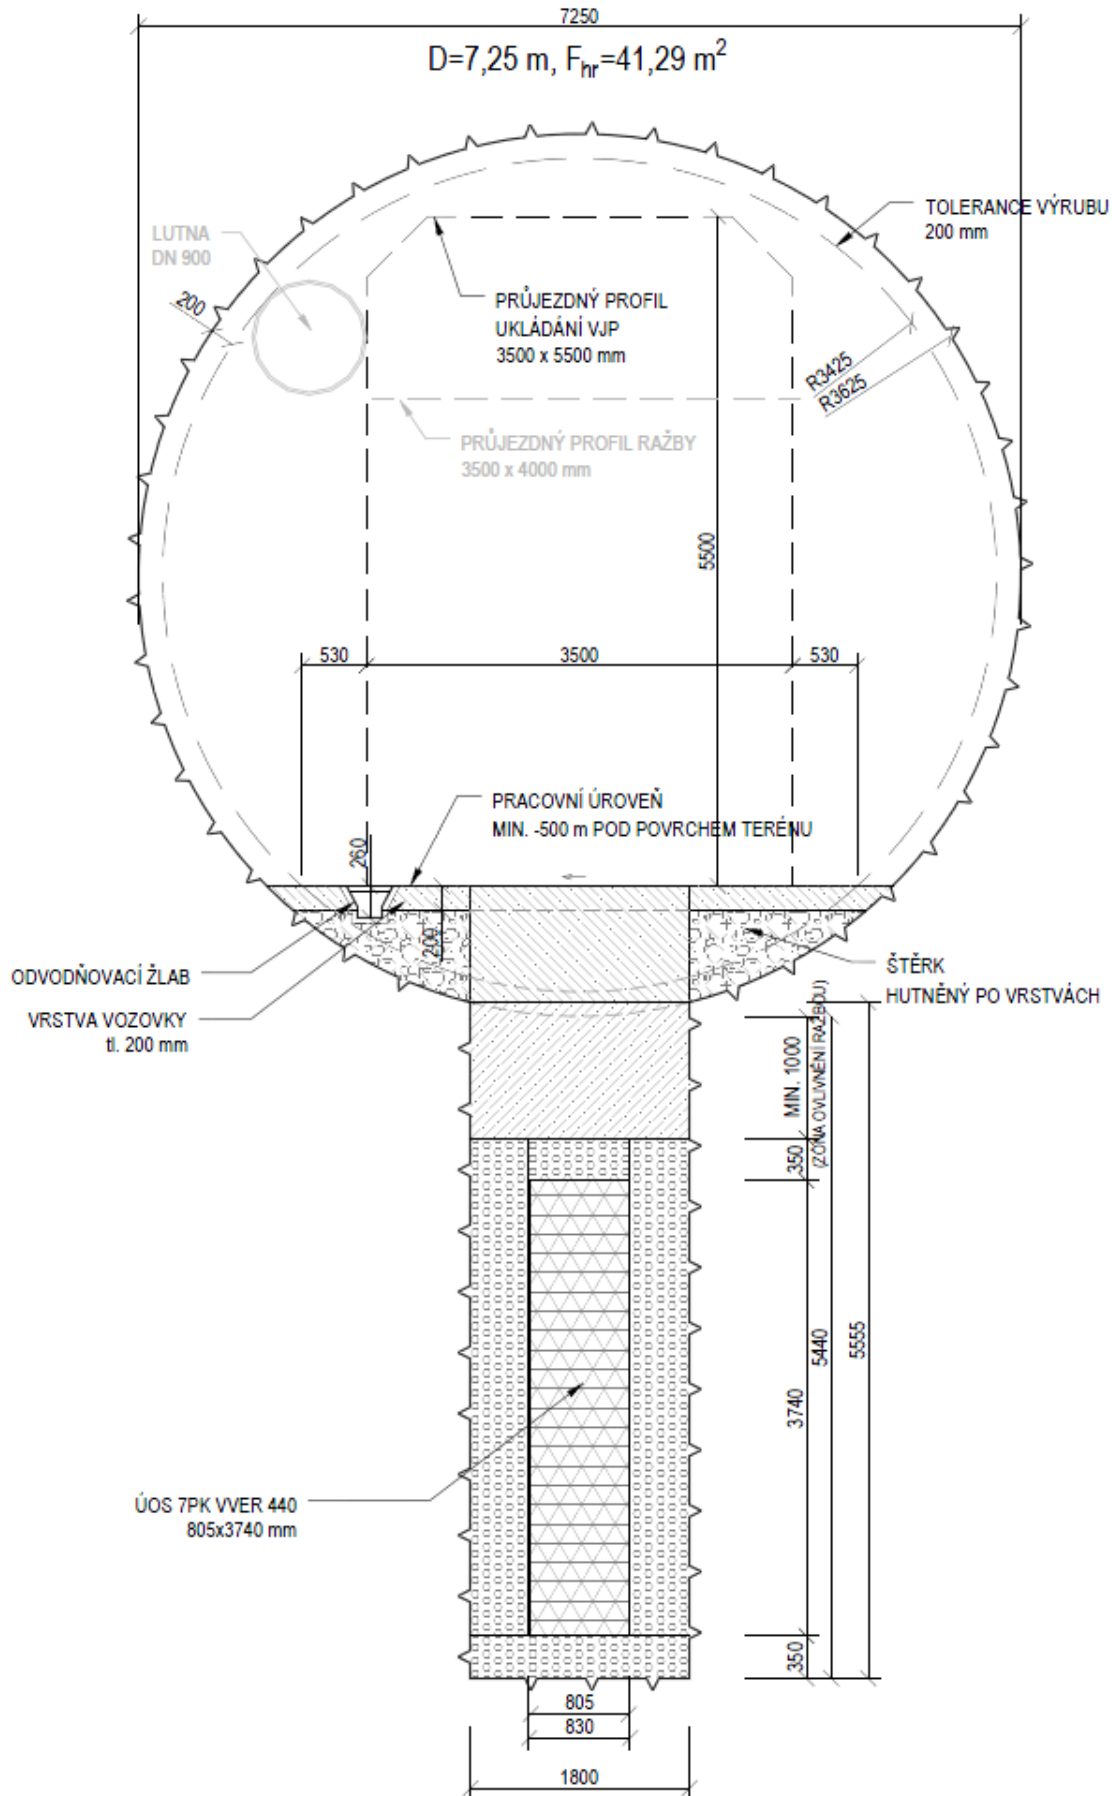 7250
D=7,25 m, Fhr=41,29 m²
TOLERANCE VÝRUBU
200 mm
LUTNA
DN 900
200
PRŮJEZDNÝ PROFIL
UKLÁDÁNÍ VJP
3500 x 5500 mm
R3425
R3625
PRŮJEZDNÝ PROFIL RAŽBY
3500 x 4000 mm
5500
530
3500
530
PRACOVNÍ ÚROVEŇ
MIN. -500 m POD POVRCHEM TERÉNU
260
200
ODVODŇOVACÍ ŽLAB
VRSTVA VOZOVKY
tl. 200 mm
ŠTĚRK
HUTNĚNÝ PO VRSTVÁCH
MIN. 1000
(ZÓNA OVLIVNĚNÍ RAŽBOU)
350
3740
5440
5555
350
ÚOS 7PK VVER 440
805x3740 mm
805
830
1800